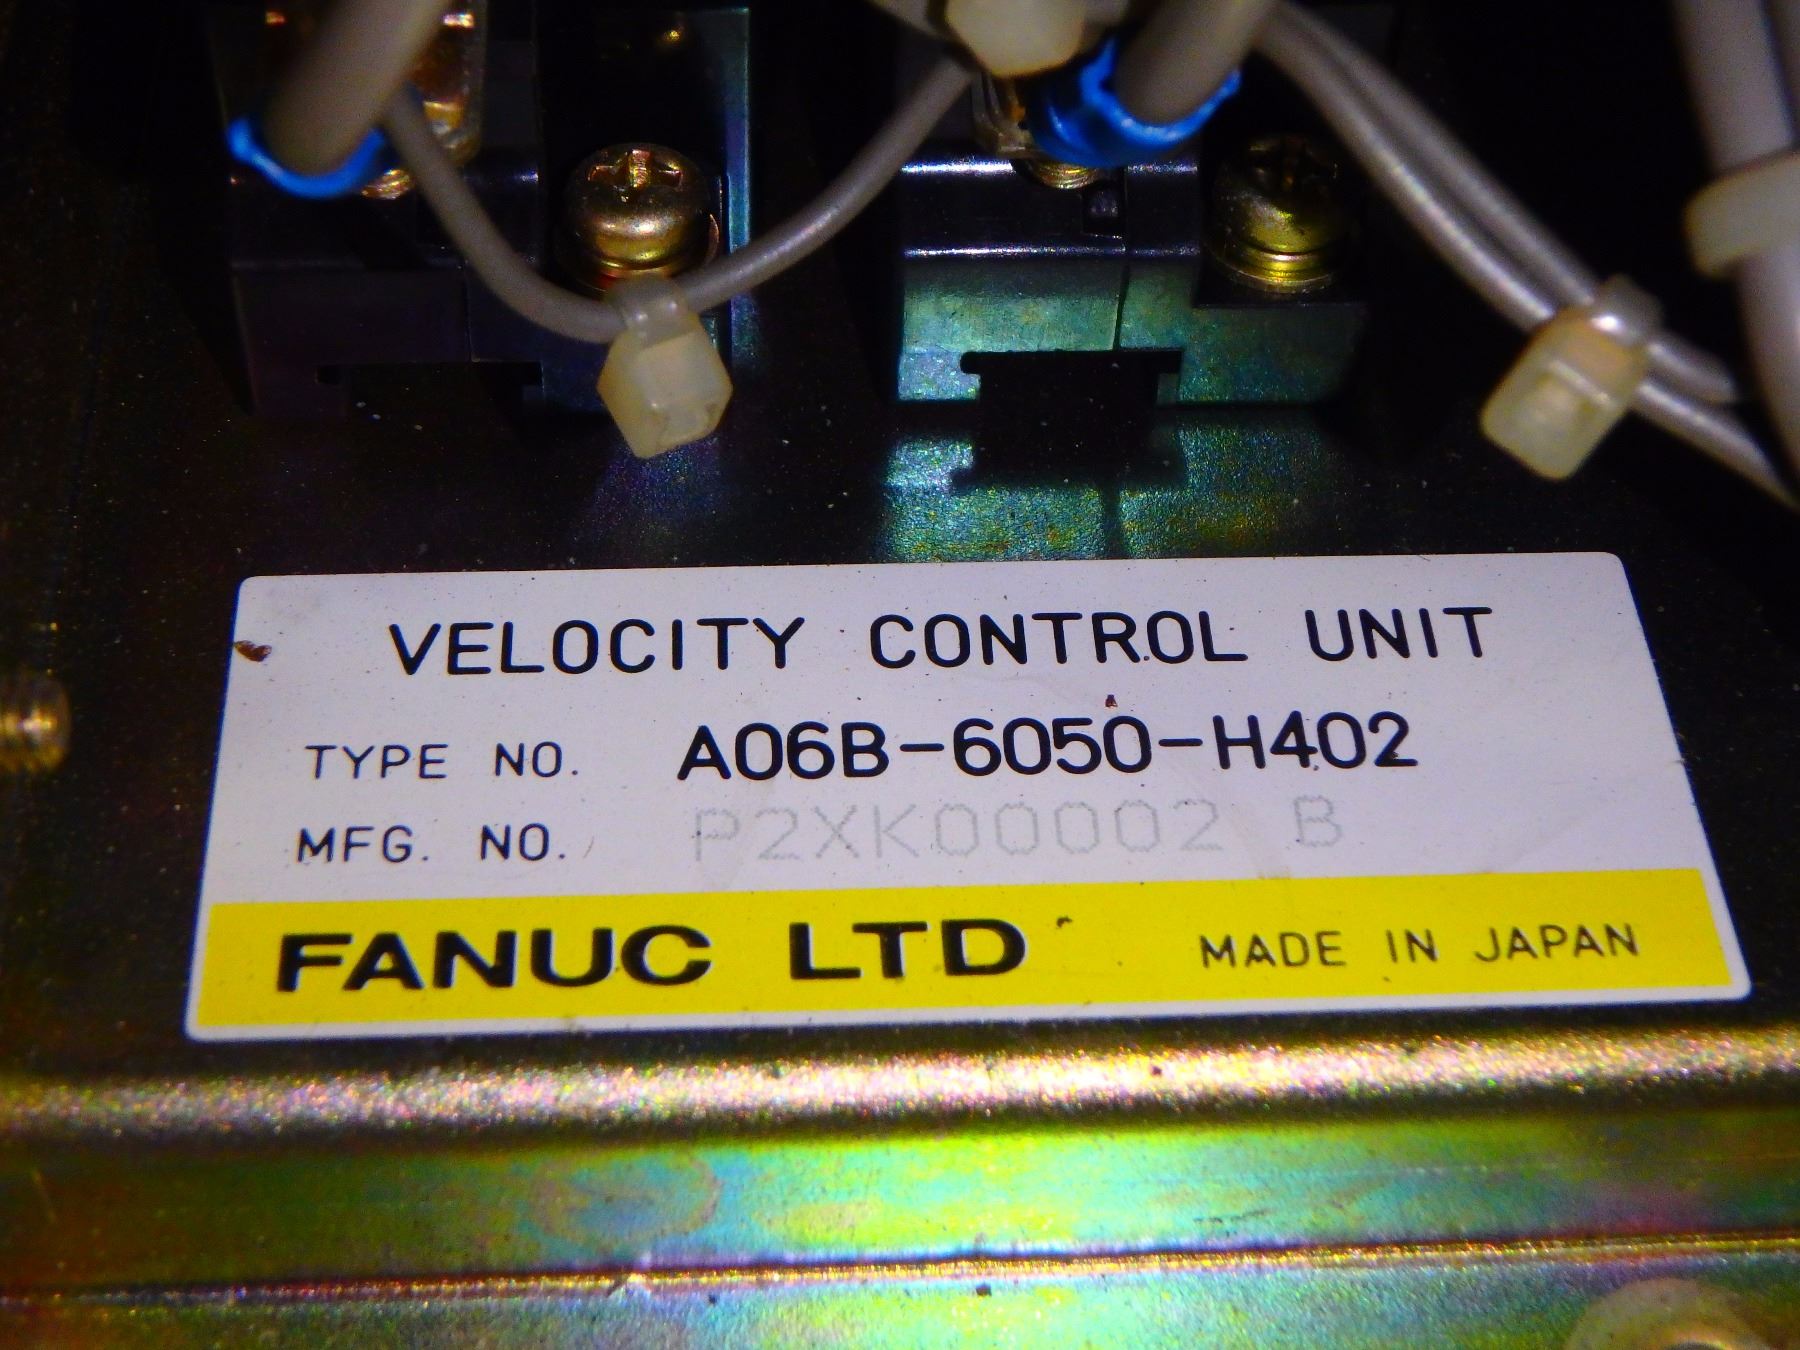 VELOCITY CONTROL UNIT
TYPE NO. A06B-6050-H402
MFG. NO. P2XK00002 B
FANUC LTD MADE IN JAPAN